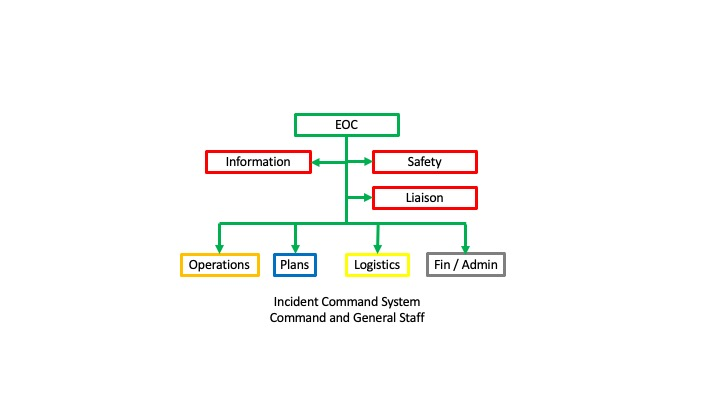 EOC
Information
Safety
Liaison
Operations
Plans
Logistics
Fin / Admin
Incident Command System
Command and General Staff